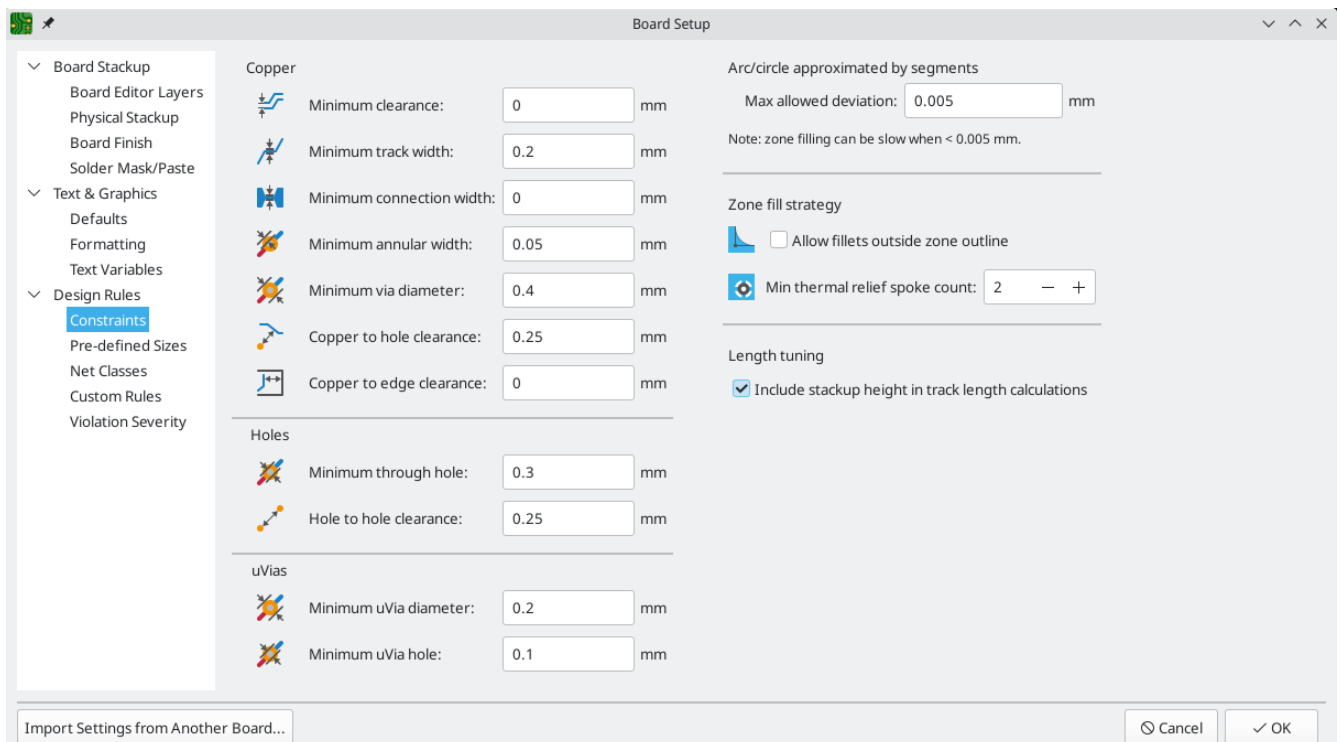 Board Setup
Board Stackup
Board Editor Layers
Physical Stackup
Board Finish
Solder Mask/Paste
Text & Graphics
Defaults
Formatting
Text Variables
Design Rules
Constraints
Pre-defined Sizes
Net Classes
Custom Rules
Violation Severity
Copper
Minimum clearance: 0 mm
Minimum track width: 0.2 mm
Minimum connection width: 0 mm
Minimum annular width: 0.05 mm
Minimum via diameter: 0.4 mm
Copper to hole clearance: 0.25 mm
Copper to edge clearance: 0 mm
Holes
Minimum through hole: 0.3 mm
Hole to hole clearance: 0.25 mm
uVias
Minimum uVia diameter: 0.2 mm
Minimum uVia hole: 0.1 mm
Arc/circle approximated by segments
Max allowed deviation: 0.005 mm
Note: zone filling can be slow when < 0.005 mm.
Zone fill strategy
Allow fillets outside zone outline
Min thermal relief spoke count: 2 − +
Length tuning
Include stackup height in track length calculations
Import Settings from Another Board...
Cancel
OK